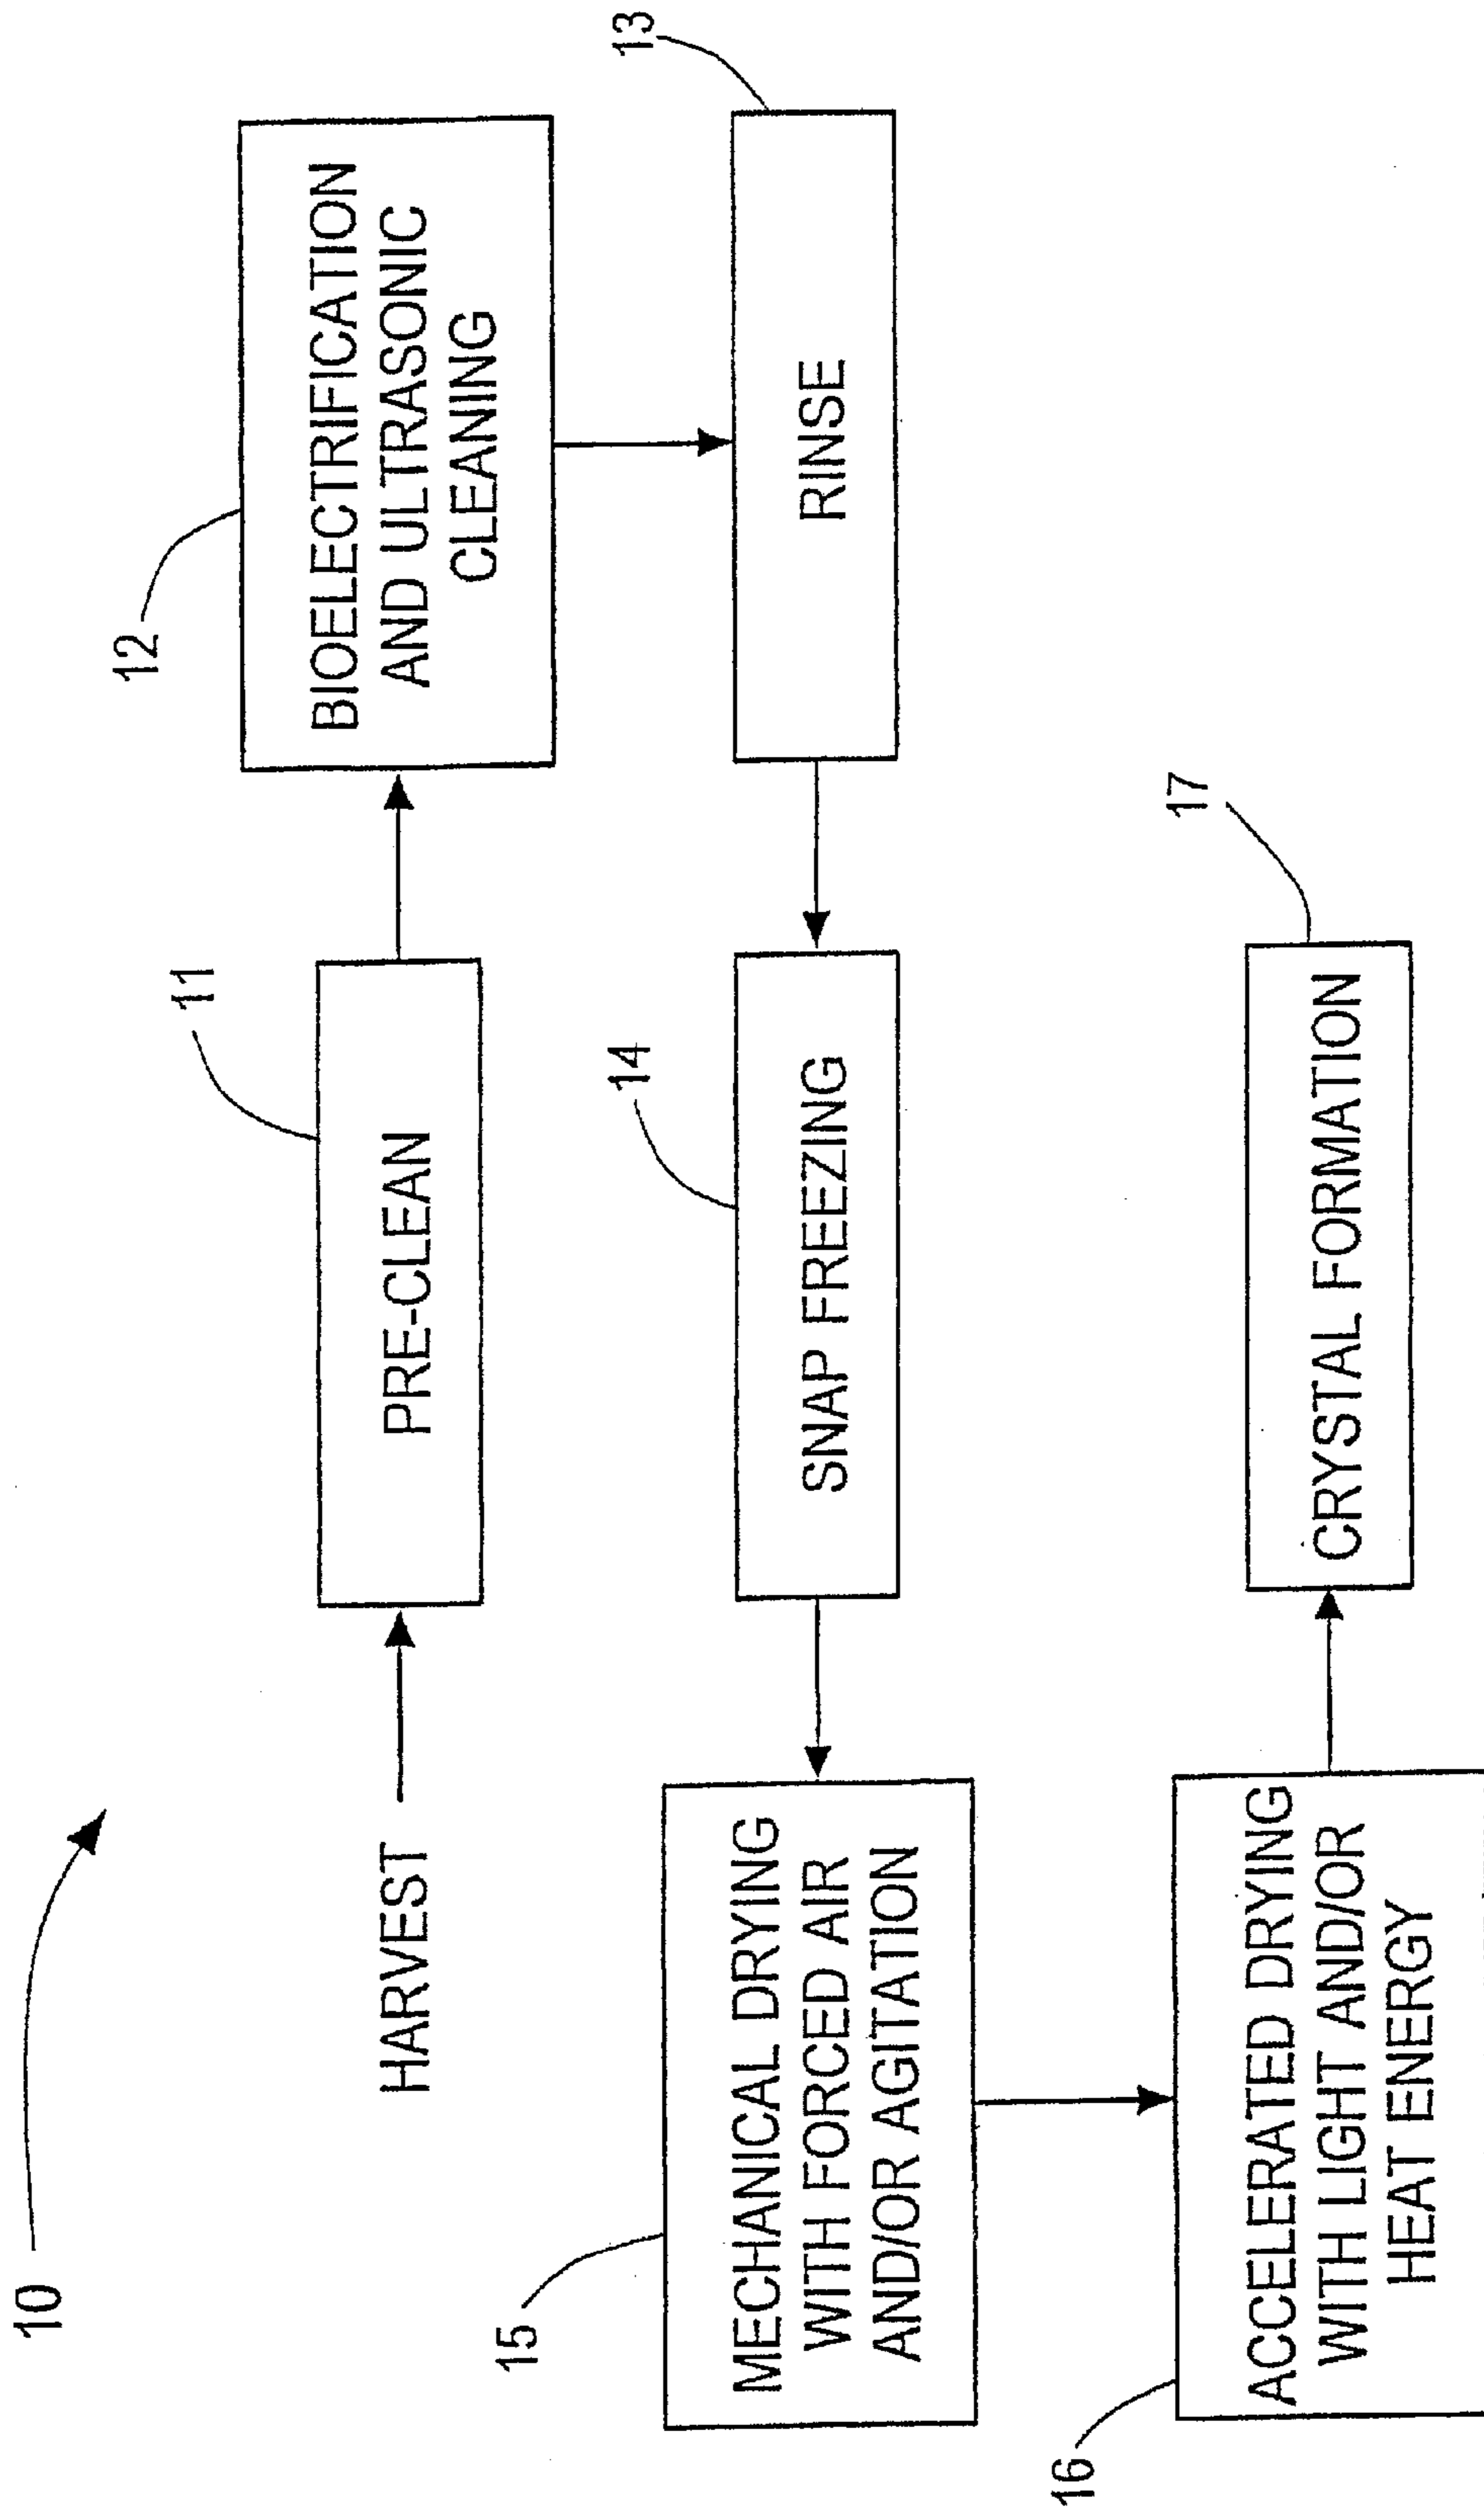 10
HARVEST
11
PRE-CLEAN
12
BIOELECTRIFICATION
AND ULTRASONIC
CLEANING
13
RINSE
14
SNAP FREEZING
15
MECHANICAL DRYING
WITH FORCED AIR
AND/OR AGITATION
16
ACCELERATED DRYING
WITH LIGHT AND/OR
HEAT ENERGY
17
CRYSTAL FORMATION